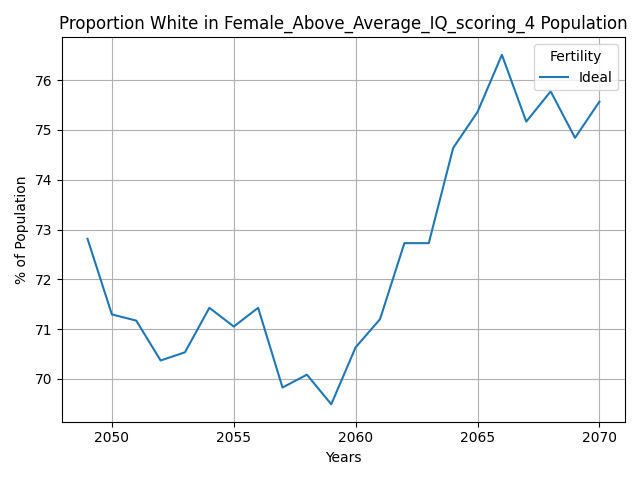 Proportion White in Female_Above_Average_IQ_scoring_4 Population
Fertility
Ideal
% of Population
76
75
74
73
72
71
70
2050
2055
2060
2065
2070
Years